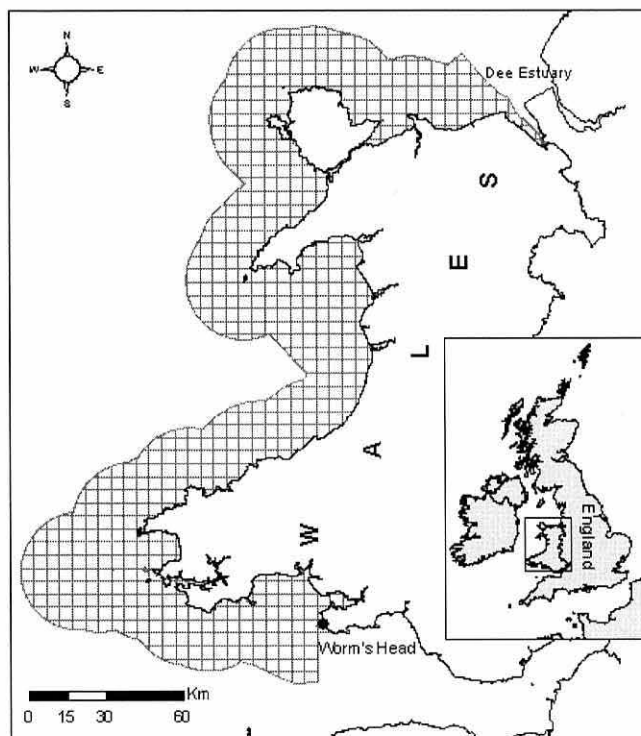 N
W E
S
Dee Estuary
W A L E S
England
Worm's Head
Km
0 15 30 60